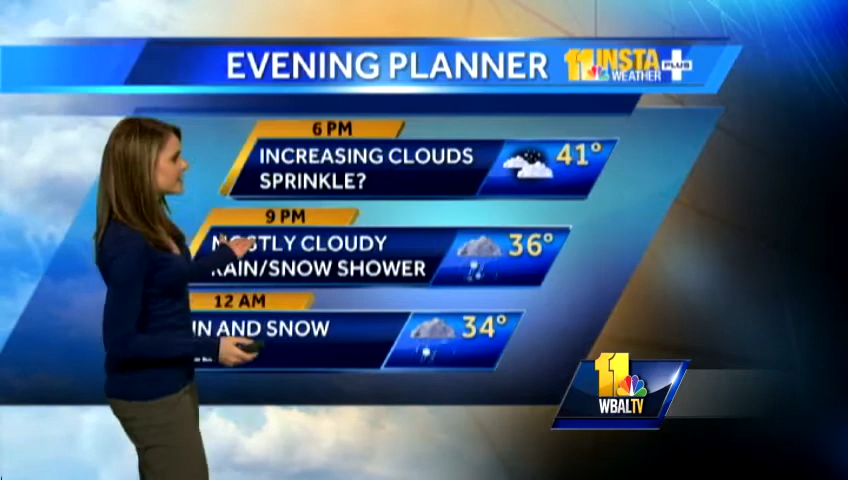 EVENING PLANNER
11 INSTA
WEATHER PLUS
6 PM
INCREASING CLOUDS
SPRINKLE?
41°
9 PM
MOSTLY CLOUDY
RAIN/SNOW SHOWER
36°
12 AM
IN AND SNOW
34°
11
WBALTV